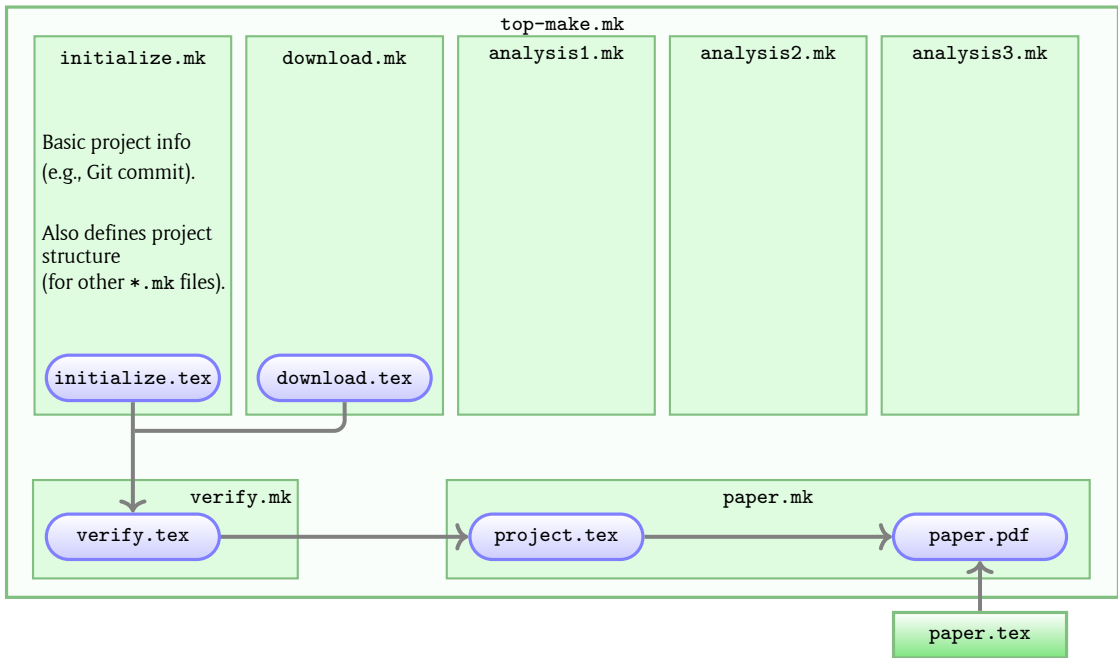 top-make.mk
initialize.mk
download.mk
analysis1.mk
analysis2.mk
analysis3.mk
Basic project info
(e.g., Git commit).
Also defines project
structure
(for other *.mk files).
initialize.tex
download.tex
verify.mk
paper.mk
verify.tex
project.tex
paper.pdf
paper.tex